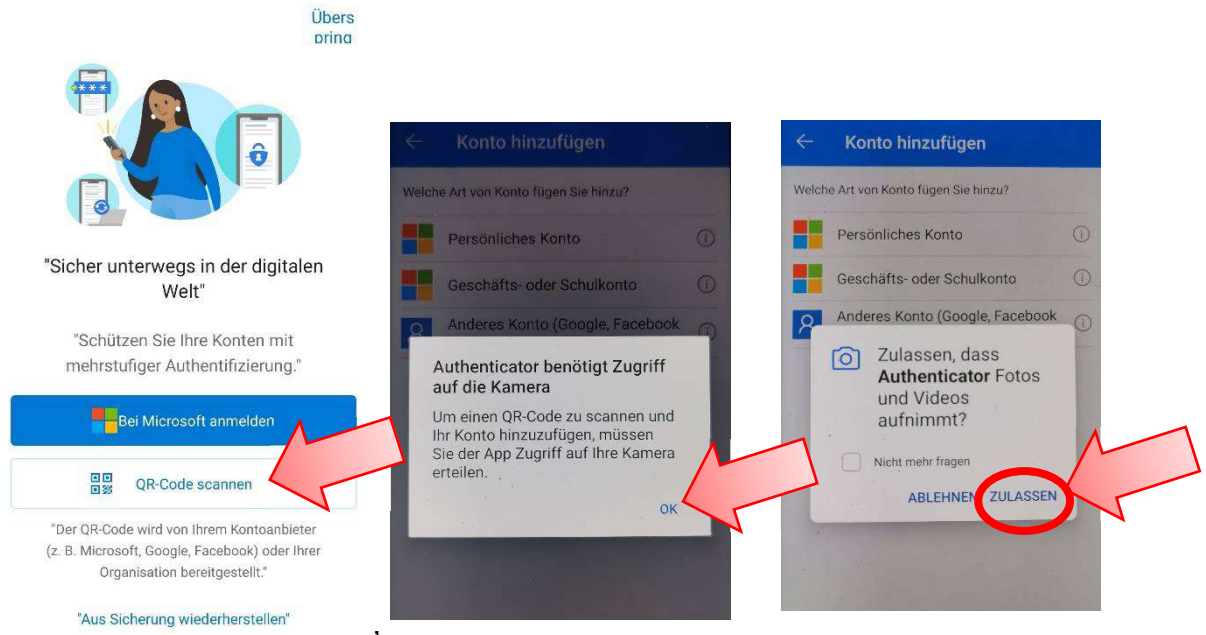 Übers
pring
"Sicher unterwegs in der digitalen
Welt"
"Schützen Sie Ihre Konten mit
mehrstufiger Authentifizierung."
Bei Microsoft anmelden
QR-Code scannen
"Der QR-Code wird von Ihrem Kontoanbieter
(z. B. Microsoft, Google, Facebook) oder Ihrer
Organisation bereitgestellt."
"Aus Sicherung wiederherstellen"
Konto hinzufügen
Welche Art von Konto fügen Sie hinzu?
Persönliches Konto
Geschäfts- oder Schulkonto
Anderes Konto (Google, Facebook
Authenticator benötigt Zugriff
auf die Kamera
Um einen QR-Code zu scannen und
Ihr Konto hinzuzufügen, müssen
Sie der App Zugriff auf Ihre Kamera
erteilen.
OK
Konto hinzufügen
Welche Art von Konto fügen Sie hinzu?
Persönliches Konto
Geschäfts- oder Schulkonto
Anderes Konto (Google, Facebook
Zulassen, dass
Authenticator Fotos
und Videos
aufnimmt?
Nicht mehr fragen
ABLEHNEN ZULASSEN